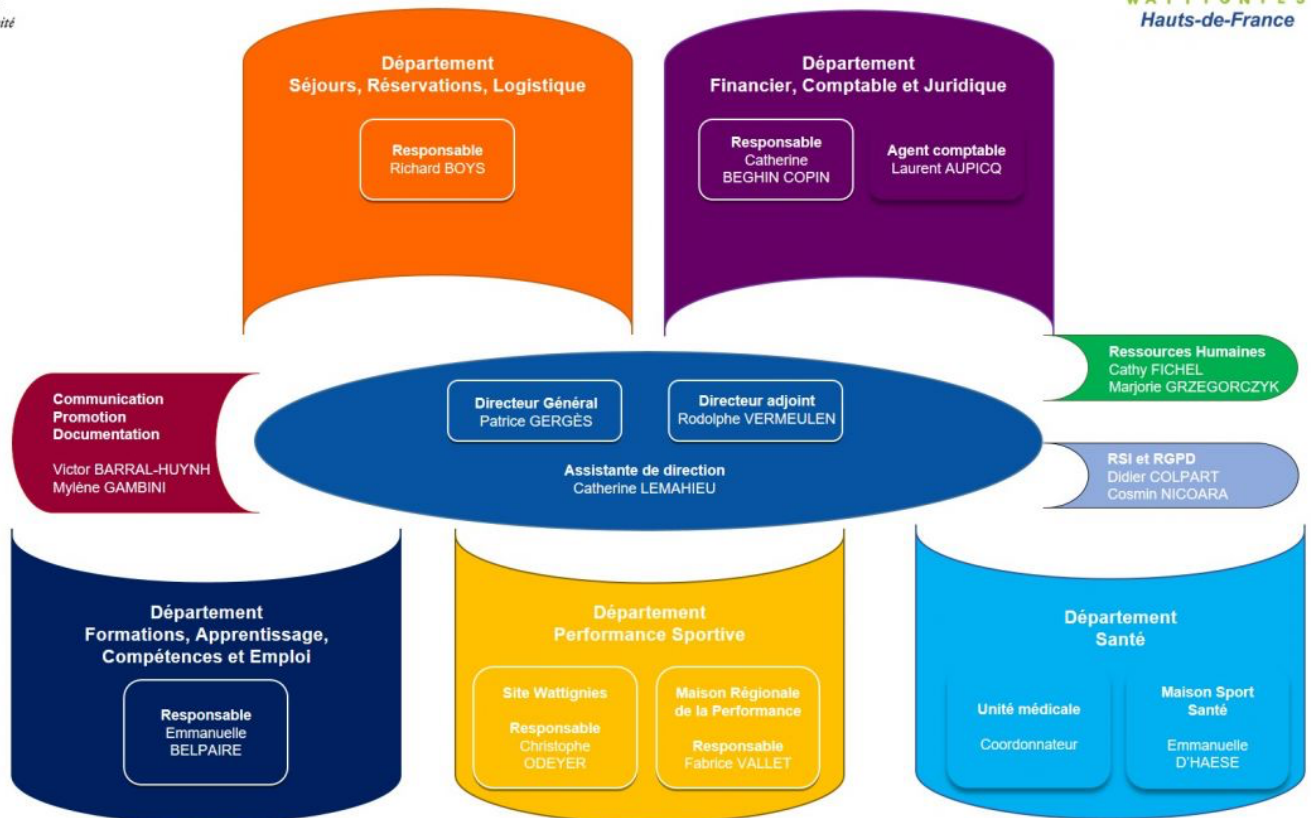 ité
WATTIGNIES
Hauts-de-France
Département
Séjours, Réservations, Logistique
Responsable
Richard BOYS
Département
Financier, Comptable et Juridique
Responsable
Catherine
BEGHIN COPIN
Agent comptable
Laurent AUPICQ
Communication
Promotion
Documentation
Victor BARRAL-HUYNH
Mylène GAMBINI
Directeur Général
Patrice GERGÈS
Directeur adjoint
Rodolphe VERMEULEN
Assistante de direction
Catherine LEMAHIEU
Ressources Humaines
Cathy FICHEL
Marjorie GRZEGORCZYK
RSI et RGPD
Didier COLPART
Cosmin NICOARA
Département
Formations, Apprentissage,
Compétences et Emploi
Responsable
Emmanuelle
BELPAIRE
Département
Performance Sportive
Site Wattignies
Responsable
Christophe
ODEYER
Maison Régionale
de la Performance
Responsable
Fabrice VALLET
Département
Santé
Unité médicale
Coordonnateur
Maison Sport
Santé
Emmanuelle
D'HAESE